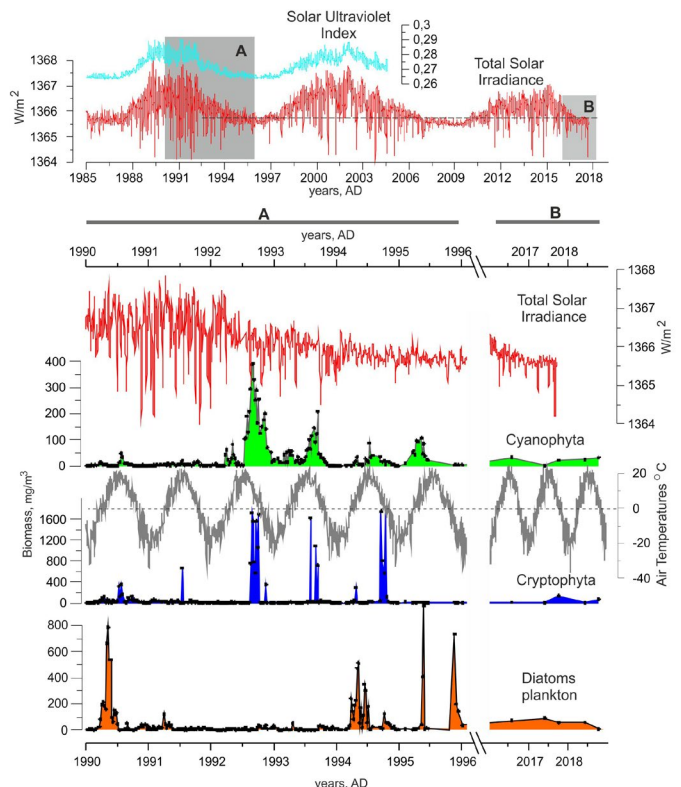 Solar Ultraviolet
Index
0,3
0,29
0,28
0,27
0,26
A
1368
1367
1366
1365
1364
W/m²
Total Solar
Irradiance
B
1985 1988 1991 1994 1997 2000 2003 2006 2009 2012 2015 2018
years, AD
A
B
years, AD
1990 1991 1992 1993 1994 1995 1996 2017 2018
1368
1367
1366
1365
1364
W/m²
Total Solar
Irradiance
400
300
200
100
0
Cyanophyta
Biomass, mg/m³
20
0
-20
-40
Air Temperatures °C
1600
1200
800
400
0
Cryptophyta
800
600
400
200
0
Diatoms
plankton
1990 1991 1992 1993 1994 1995 1996 2017 2018
years, AD